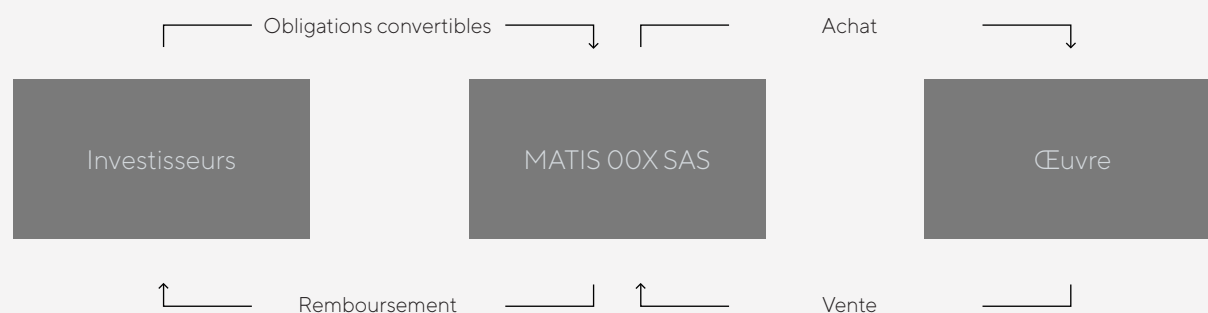 Obligations convertibles
Achat
Investisseurs
MATIS 00X SAS
Œuvre
Remboursement
Vente